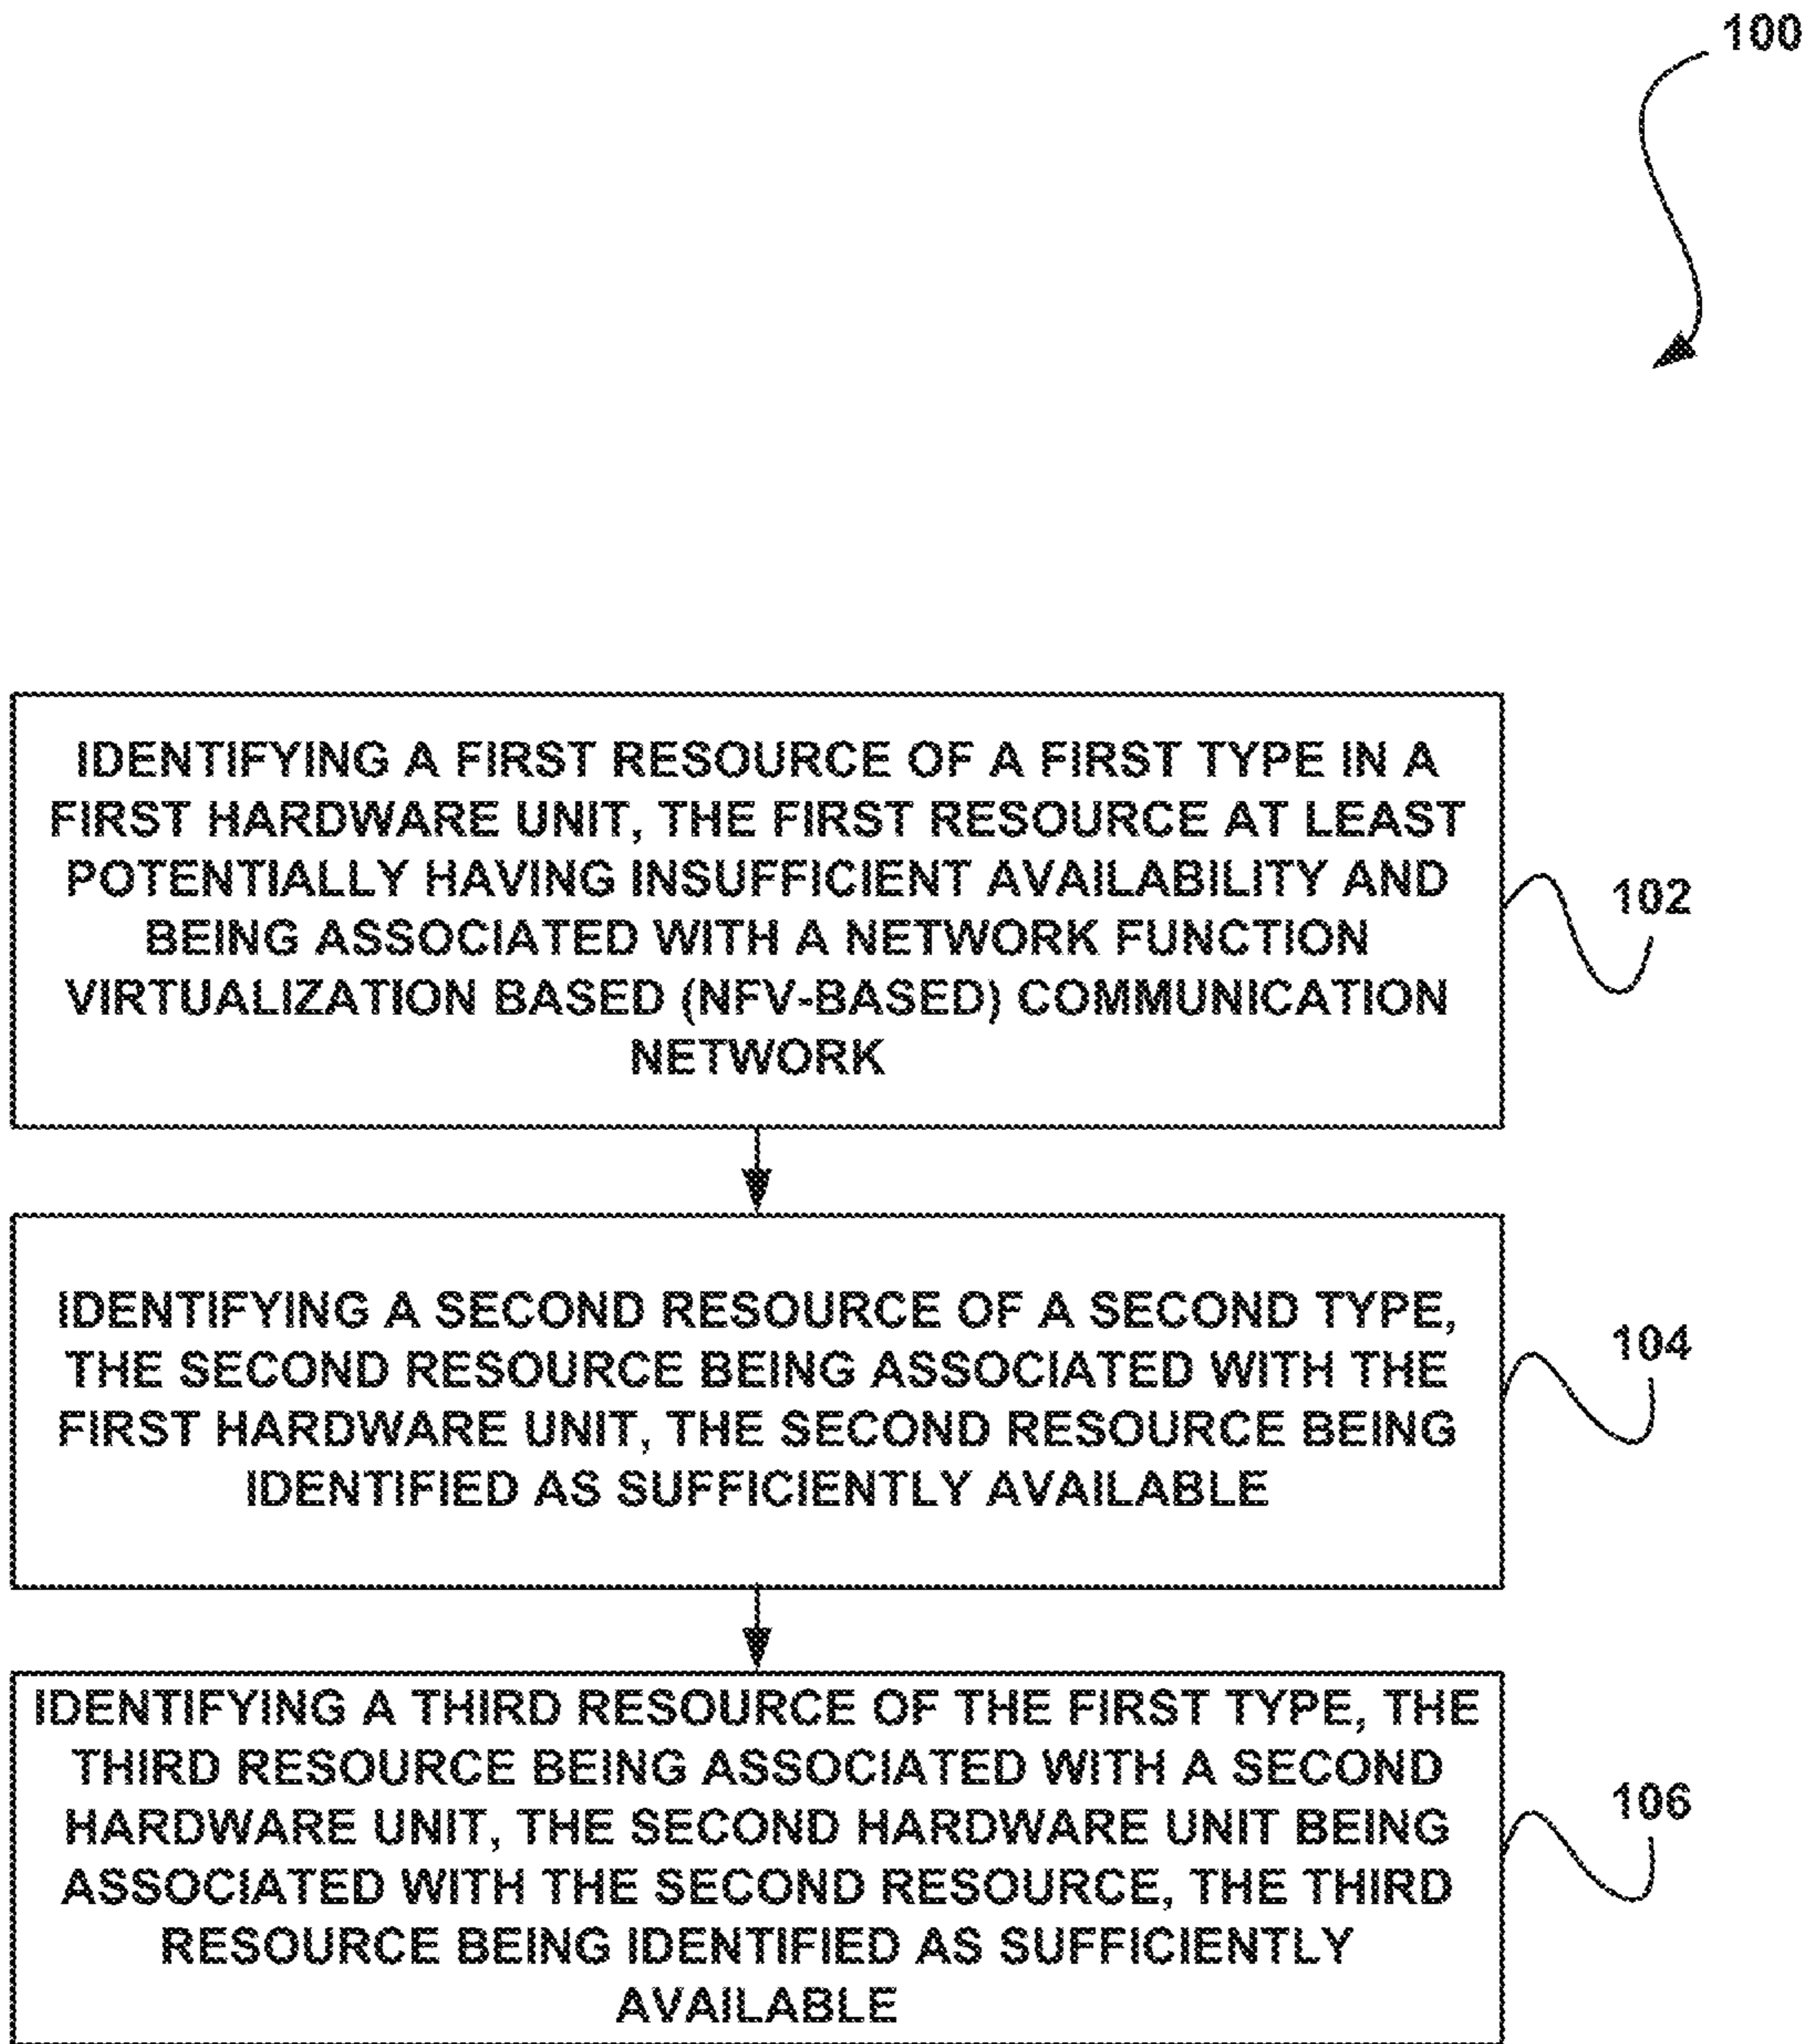 100
IDENTIFYING A FIRST RESOURCE OF A FIRST TYPE IN A
FIRST HARDWARE UNIT, THE FIRST RESOURCE AT LEAST
POTENTIALLY HAVING INSUFFICIENT AVAILABILITY AND
BEING ASSOCIATED WITH A NETWORK FUNCTION
VIRTUALIZATION BASED (NFV-BASED) COMMUNICATION
NETWORK
102
IDENTIFYING A SECOND RESOURCE OF A SECOND TYPE,
THE SECOND RESOURCE BEING ASSOCIATED WITH THE
FIRST HARDWARE UNIT, THE SECOND RESOURCE BEING
IDENTIFIED AS SUFFICIENTLY AVAILABLE
104
IDENTIFYING A THIRD RESOURCE OF THE FIRST TYPE, THE
THIRD RESOURCE BEING ASSOCIATED WITH A SECOND
HARDWARE UNIT, THE SECOND HARDWARE UNIT BEING
ASSOCIATED WITH THE SECOND RESOURCE, THE THIRD
RESOURCE BEING IDENTIFIED AS SUFFICIENTLY
AVAILABLE
106